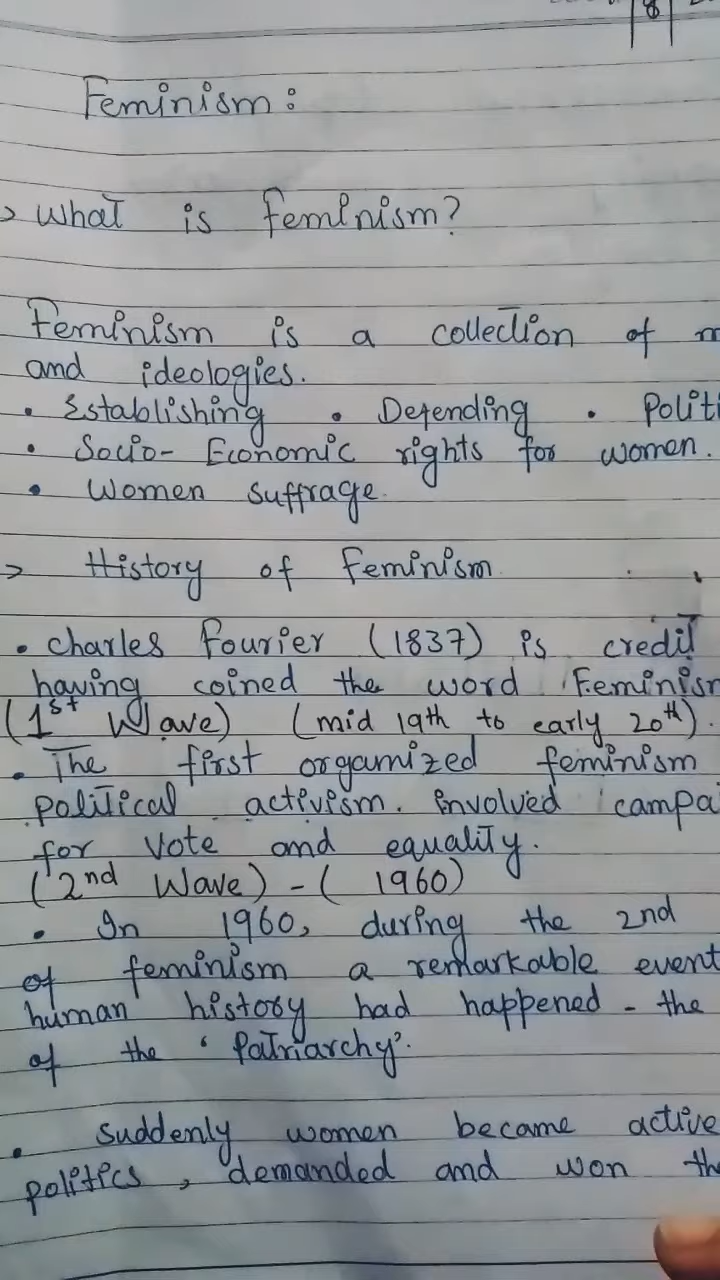 8
Feminism:
> What is feminism?
Feminism is a collection of m
and ideologies.
• Establishing • Defending • Politi
• Socio- Economic rights for women.
• Women suffrage.
> History of feminism
• Charles Fourier (1837) is credit
having coined the word 'Feminism
(1st Wave) (mid 19th to early 20th).
• The first organized feminism
political activism. involved campa
for vote and equality.
(2nd Wave) - ( 1960)
• In 1960, during the 2nd
of feminism a remarkable event
human history had happened - the
of the 'Patriarchy'.
• Suddenly women became active
politics, demanded and won th